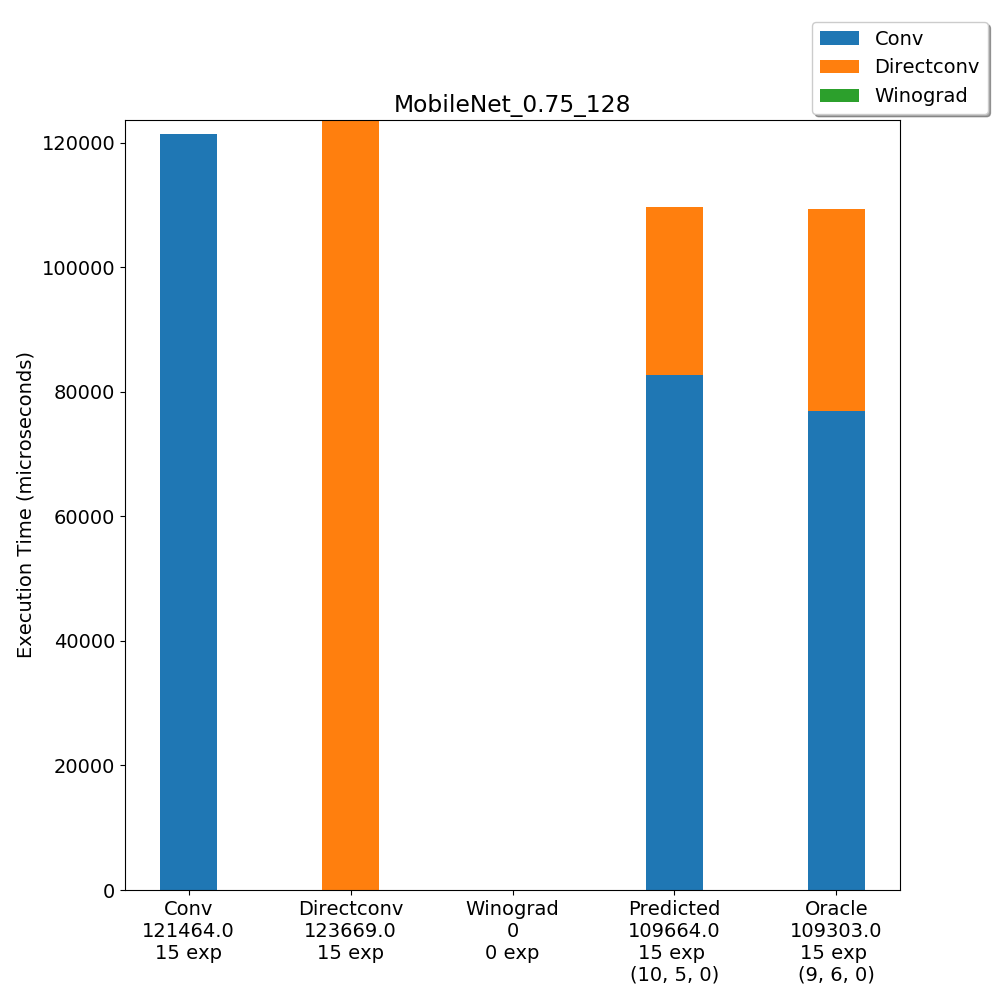 Conv
Directconv
Winograd
MobileNet_0.75_128
120000
100000
80000
60000
40000
20000
0
Execution Time (microseconds)
Conv
121464.0
15 exp
Directconv
123669.0
15 exp
Winograd
0
0 exp
Predicted
109664.0
15 exp
(10, 5, 0)
Oracle
109303.0
15 exp
(9, 6, 0)